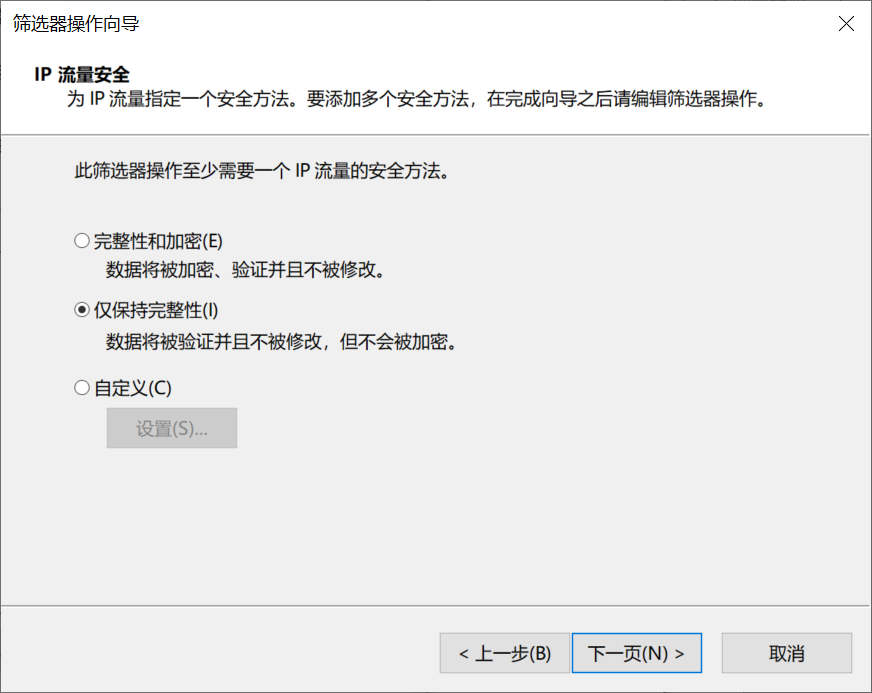 筛选器操作向导
IP 流量安全
为 IP 流量指定一个安全方法。要添加多个安全方法，在完成向导之后请编辑筛选器操作。
此筛选器操作至少需要一个 IP 流量的安全方法。
完整性和加密(E)
数据将被加密、验证并且不被修改。
仅保持完整性(I)
数据将被验证并且不被修改，但不会被加密。
自定义(C)
设置(S)...
< 上一步(B) 下一页(N) > 取消